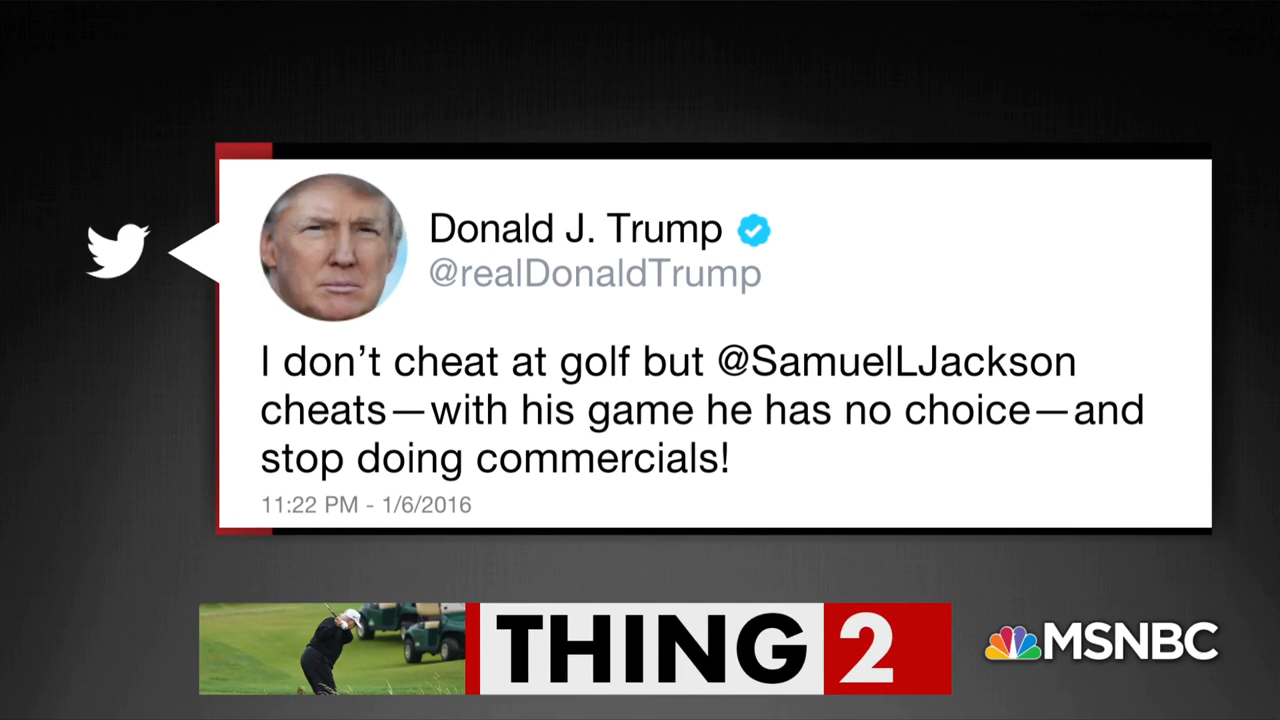 Donald J. Trump
@realDonaldTrump
I don’t cheat at golf but @SamuelLJackson
cheats—with his game he has no choice—and
stop doing commercials!
11:22 PM - 1/6/2016
THING 2
MSNBC